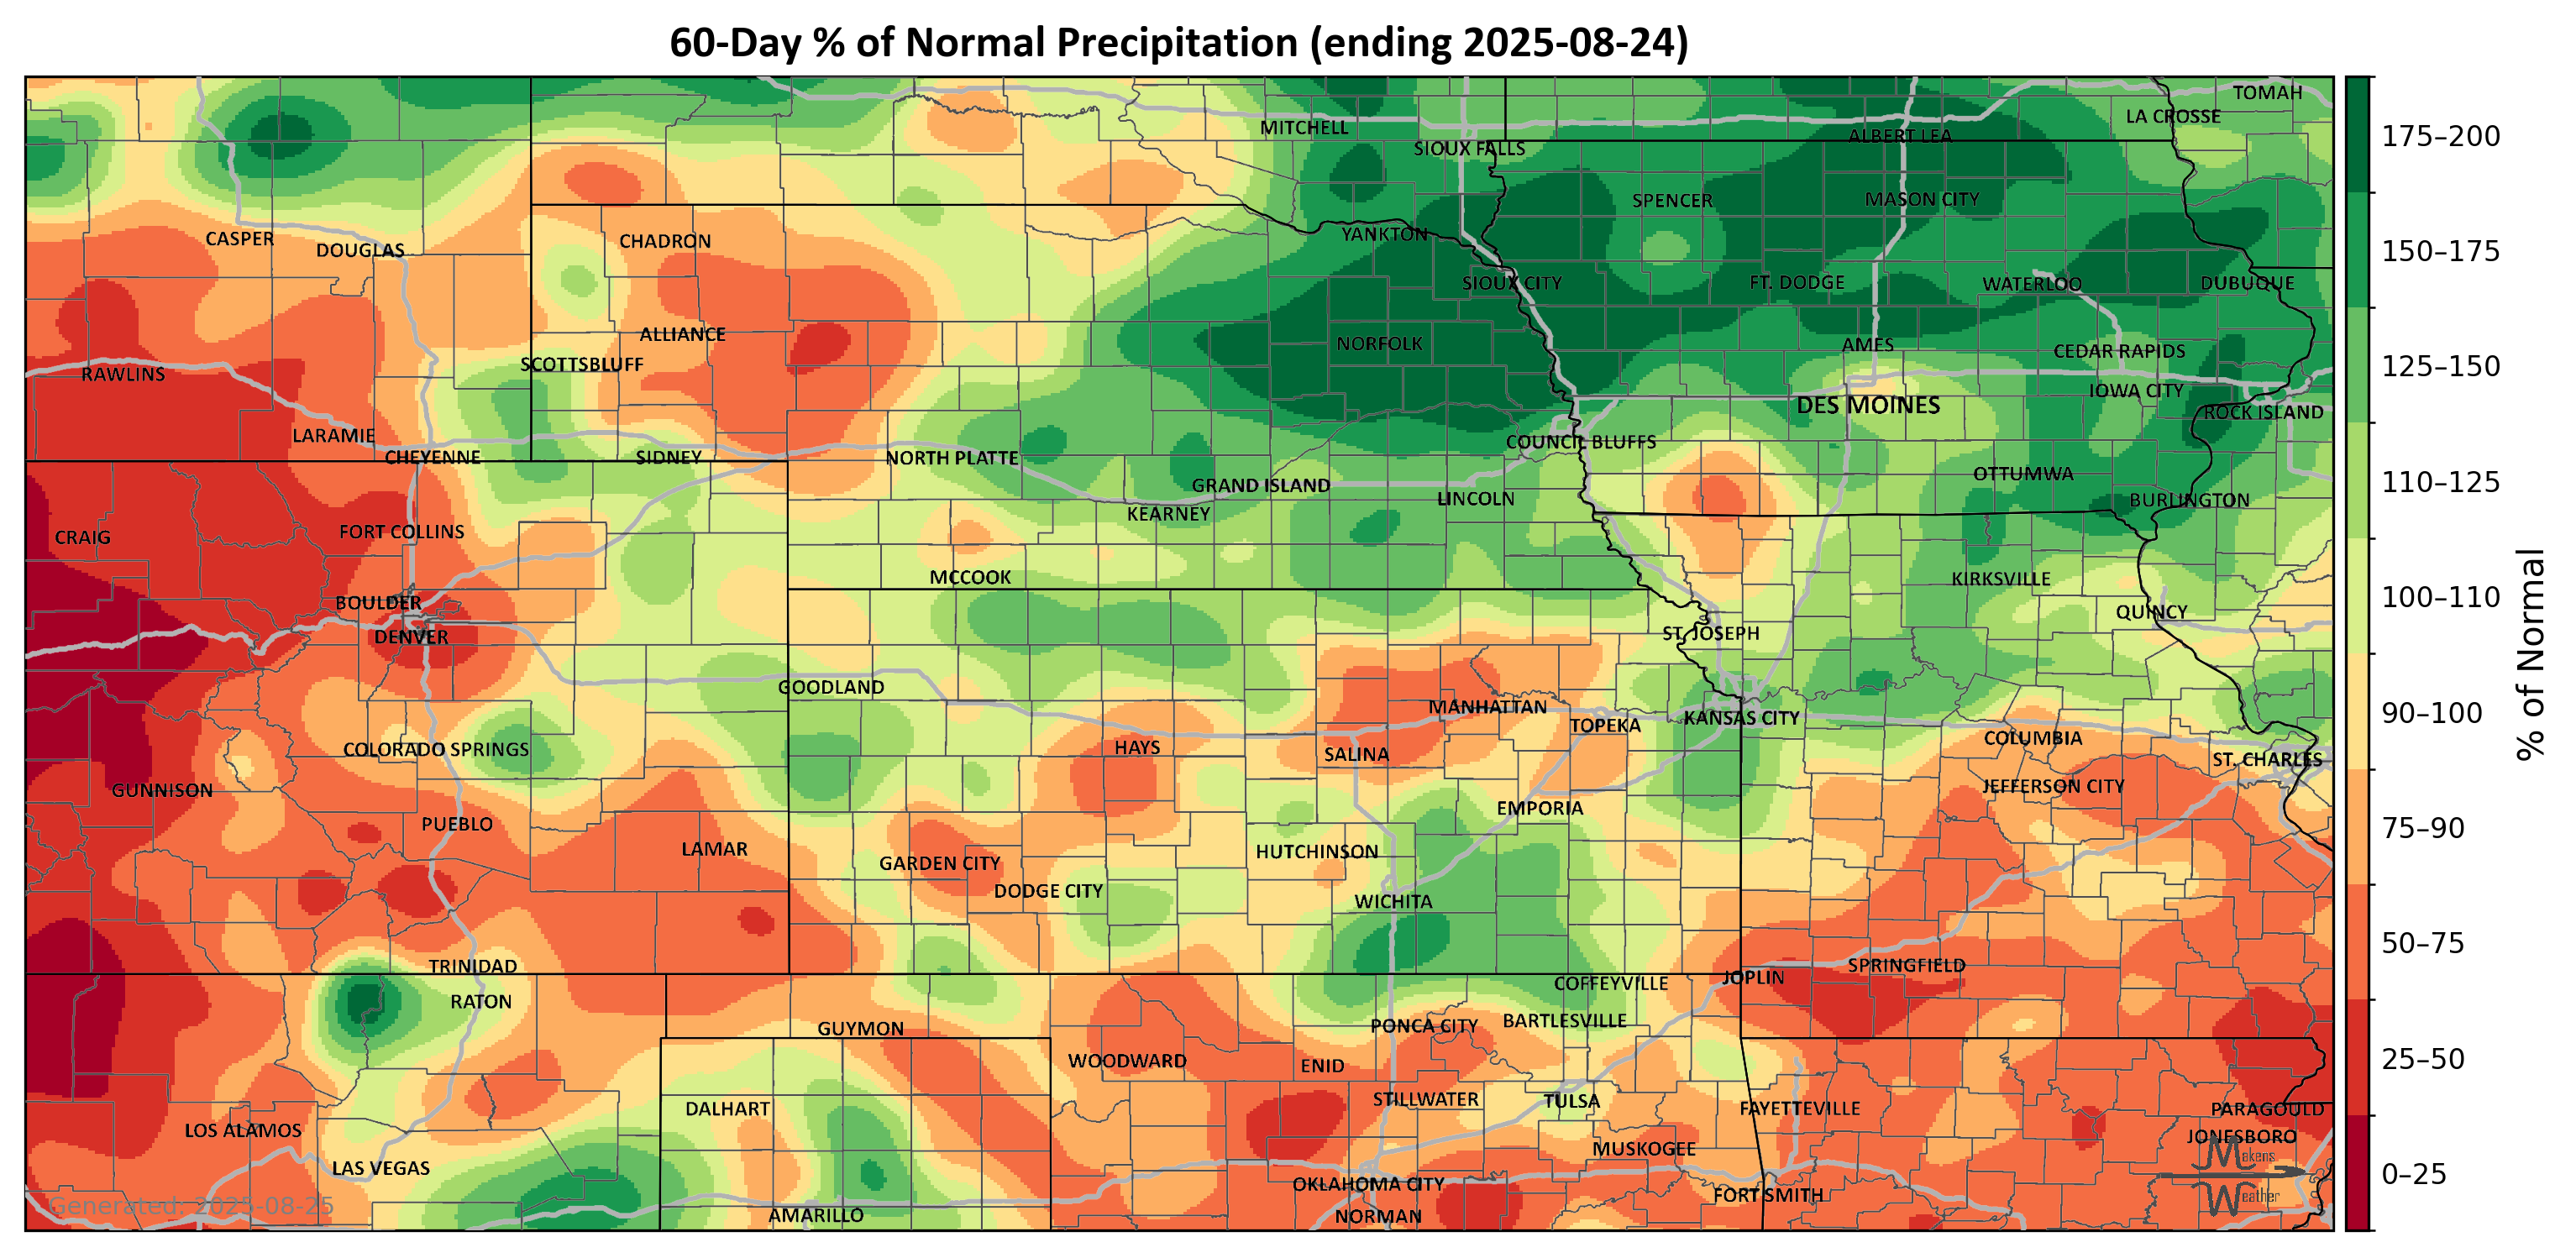 60-Day % of Normal Precipitation (ending 2025-08-24)
TOMAH
LA CROSSE
MITCHELL
ALBERT LEA
SIOUX FALLS
SPENCER
MASON CITY
YANKTON
CASPER
DOUGLAS
CHADRON
SIOUX CITY
FT. DODGE
WATERLOO
DUBUQUE
ALLIANCE
NORFOLK
AMES
CEDAR RAPIDS
SCOTTSBLUFF
RAWLINS
IOWA CITY
DES MOINES
ROCK ISLAND
LARAMIE
COUNCIL BLUFFS
CHEYENNE
SIDNEY
NORTH PLATTE
OTTUMWA
GRAND ISLAND
LINCOLN
BURLINGTON
KEARNEY
CRAIG
FORT COLLINS
MCCOOK
KIRKSVILLE
BOULDER
QUINCY
DENVER
ST. JOSEPH
GOODLAND
MANHATTAN
KANSAS CITY
TOPEKA
COLORADO SPRINGS
HAYS
SALINA
COLUMBIA
ST. CHARLES
GUNNISON
JEFFERSON CITY
EMPORIA
PUEBLO
LAMAR
HUTCHINSON
GARDEN CITY
DODGE CITY
WICHITA
TRINIDAD
SPRINGFIELD
JOPLIN
COFFEYVILLE
RATON
GUYMON
PONCA CITY
BARTLESVILLE
WOODWARD
ENID
STILLWATER
TULSA
DALHART
FAYETTEVILLE
PARAGOULD
LOS ALAMOS
JONESBORO
MUSKOGEE
LAS VEGAS
OKLAHOMA CITY
FORT SMITH
AMARILLO
NORMAN
Makens
Weather
Generated: 2025-08-25
175–200
150–175
125–150
110–125
100–110
90–100
75–90
50–75
25–50
0–25
% of Normal